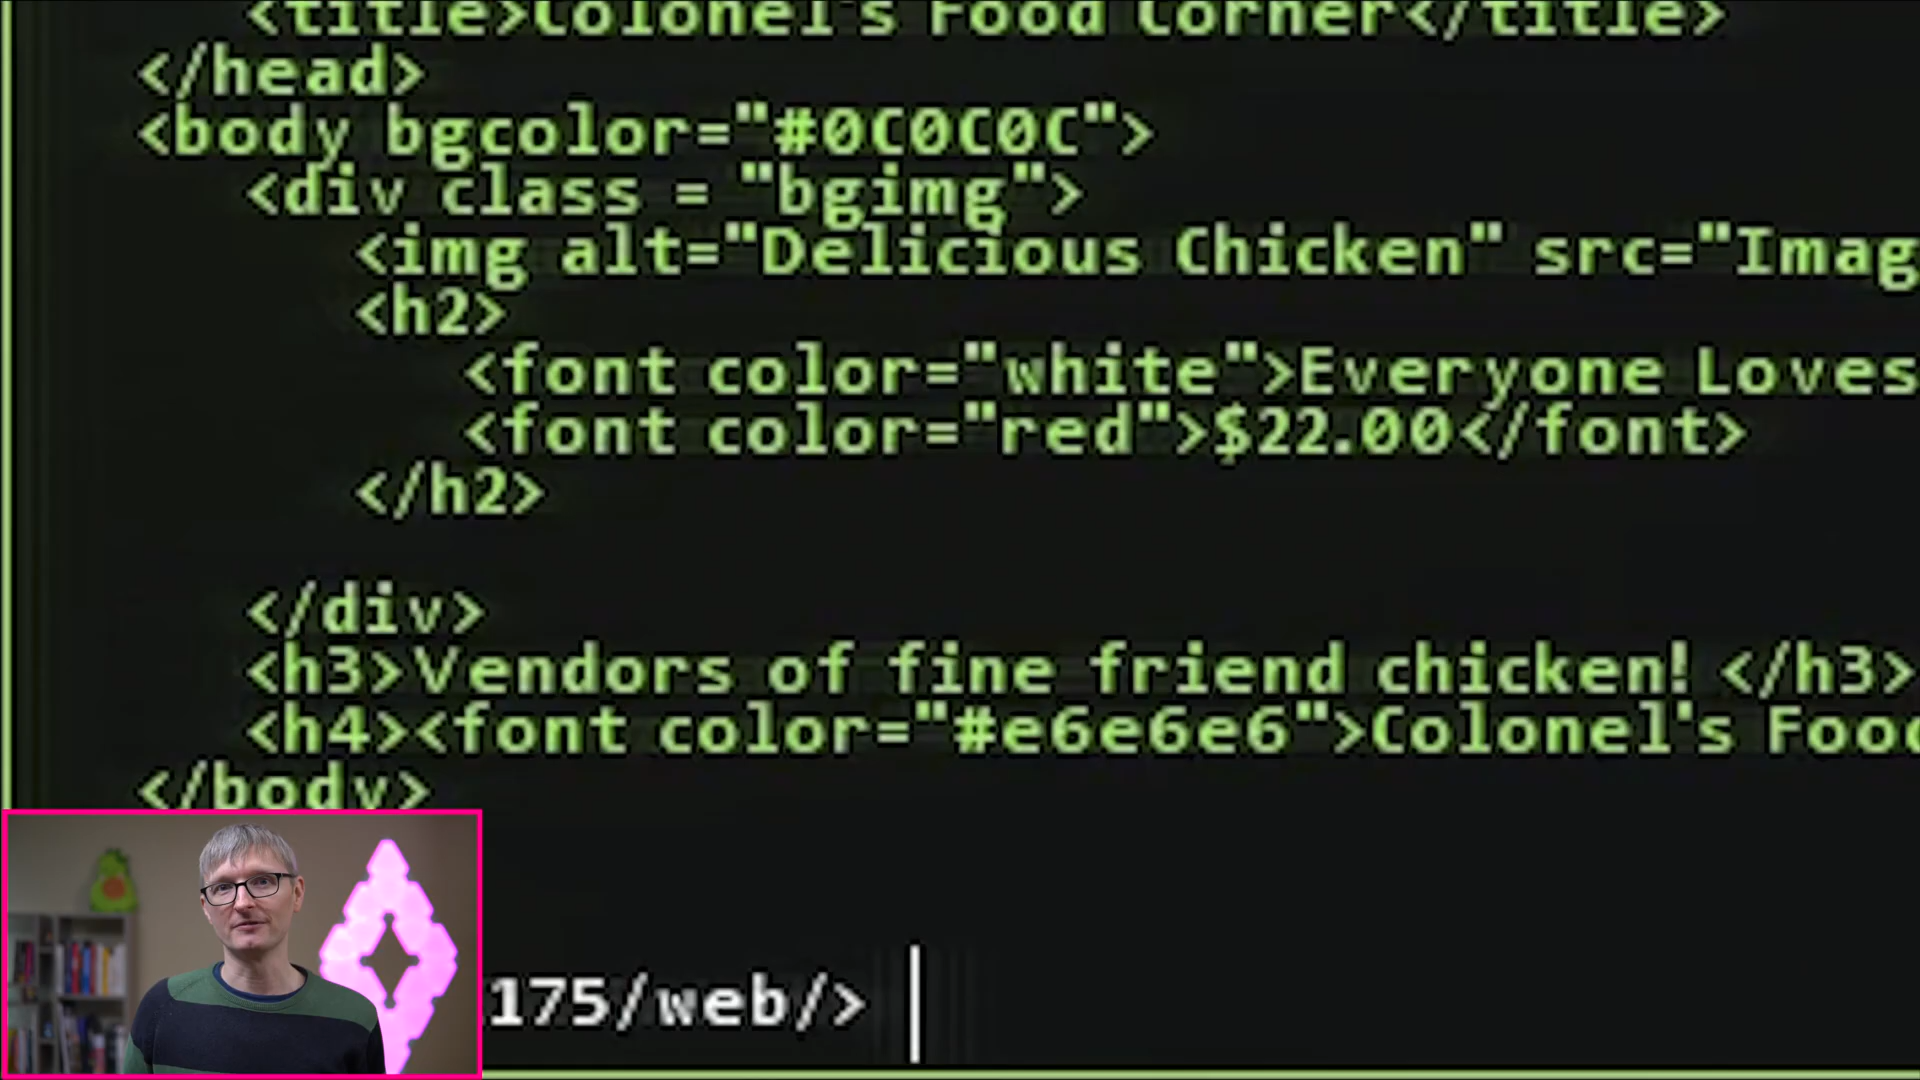 <title>Colonel's Food Corner</title>
</head>
<body bgcolor="#0C0C0C">
<div class = "bgimg">
<img alt="Delicious Chicken" src="Imag
<h2>
<font color="white">Everyone Loves
<font color="red">$22.00</font>
</h2>
</div>
<h3>Vendors of fine friend chicken! </h3>
<h4><font color="#e6e6e6">Colonel's Food
</body>
175/web/>